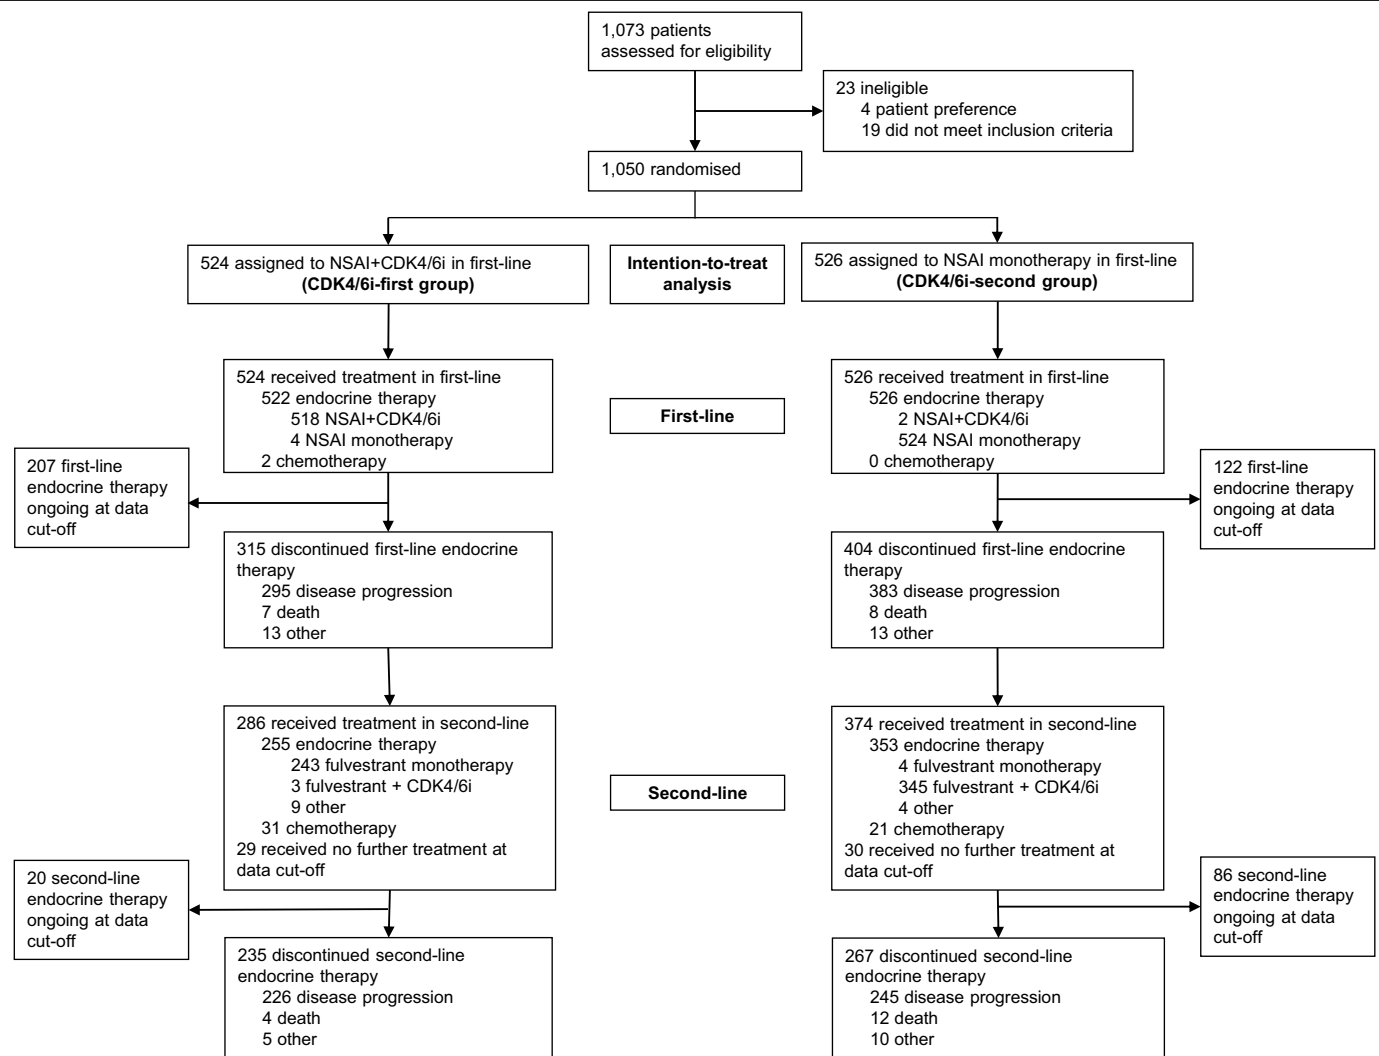 1,073 patients
assessed for eligibility
23 ineligible
4 patient preference
19 did not meet inclusion criteria
1,050 randomised
524 assigned to NSAI+CDK4/6i in first-line
(CDK4/6i-first group)
Intention-to-treat
analysis
526 assigned to NSAI monotherapy in first-line
(CDK4/6i-second group)
524 received treatment in first-line
522 endocrine therapy
518 NSAI+CDK4/6i
4 NSAI monotherapy
2 chemotherapy
First-line
526 received treatment in first-line
526 endocrine therapy
2 NSAI+CDK4/6i
524 NSAI monotherapy
0 chemotherapy
207 first-line
endocrine therapy
ongoing at data
cut-off
122 first-line
endocrine therapy
ongoing at data
cut-off
315 discontinued first-line endocrine
therapy
295 disease progression
7 death
13 other
404 discontinued first-line endocrine
therapy
383 disease progression
8 death
13 other
286 received treatment in second-line
255 endocrine therapy
243 fulvestrant monotherapy
3 fulvestrant + CDK4/6i
9 other
31 chemotherapy
29 received no further treatment at
data cut-off
Second-line
374 received treatment in second-line
353 endocrine therapy
4 fulvestrant monotherapy
345 fulvestrant + CDK4/6i
4 other
21 chemotherapy
30 received no further treatment at
data cut-off
20 second-line
endocrine therapy
ongoing at data
cut-off
86 second-line
endocrine therapy
ongoing at data
cut-off
235 discontinued second-line
endocrine therapy
226 disease progression
4 death
5 other
267 discontinued second-line
endocrine therapy
245 disease progression
12 death
10 other